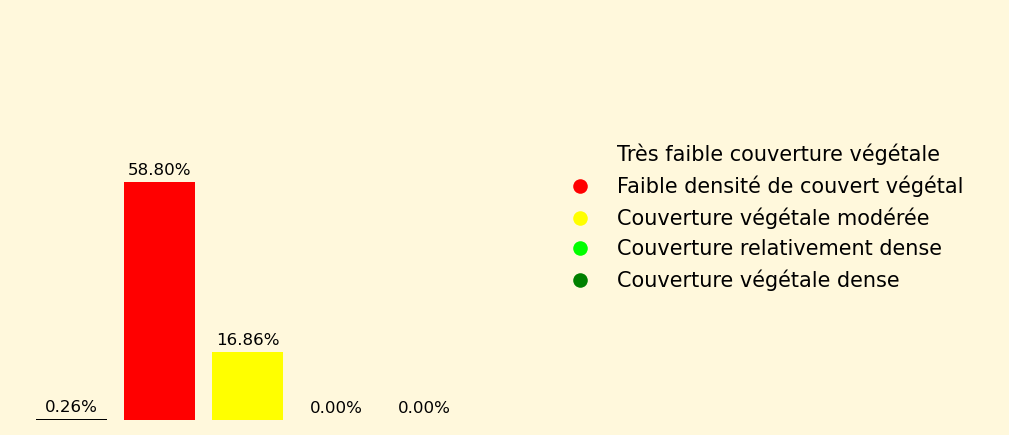 58.80%
16.86%
0.26%
0.00%
0.00%
Très faible couverture végétale
Faible densité de couvert végétal
Couverture végétale modérée
Couverture relativement dense
Couverture végétale dense